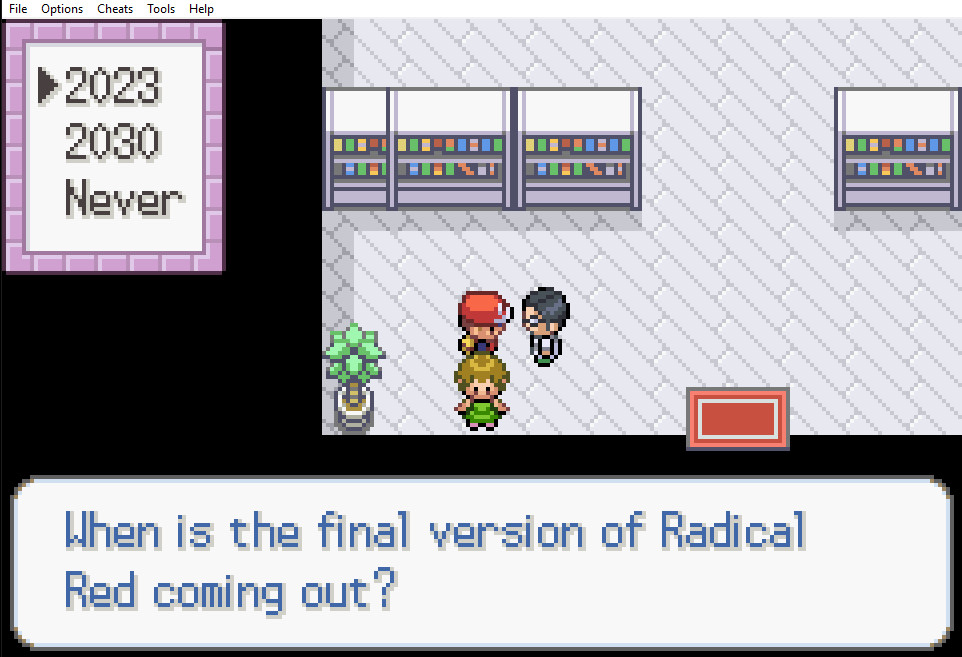 File Options Cheats Tools Help
2023
2030
Never
When is the final version of Radical
Red coming out?